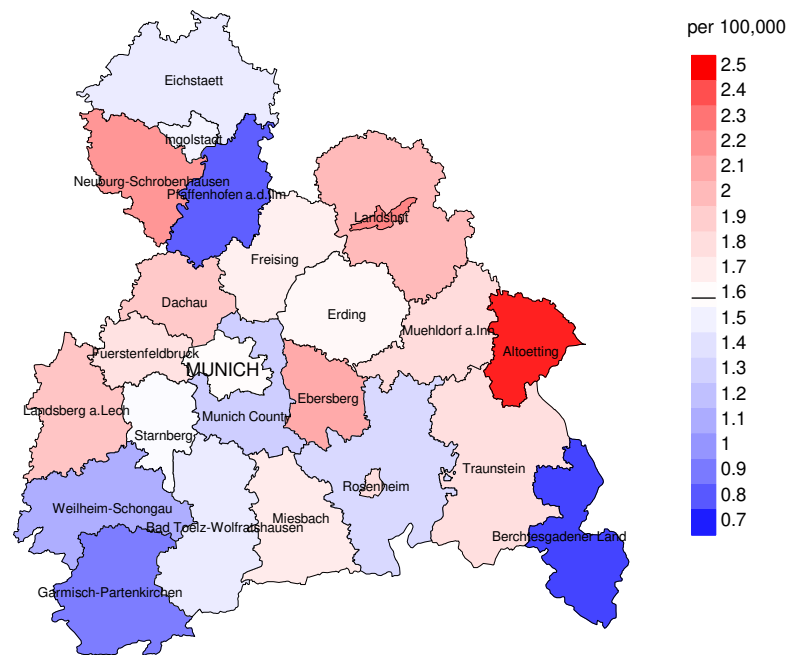 per 100,000
2.5
2.4
2.3
2.2
2.1
2
1.9
1.8
1.7
1.6
1.5
1.4
1.3
1.2
1.1
1
0.9
0.8
0.7
Eichstaett
Ingolstadt
Neuburg-Schrobenhausen
Pfaffenhofen a.d.Ilm
Landshut
Freising
Dachau
Erding
Muehldorf a.Inn
Altoetting
Fuerstenfeldbruck
MUNICH
Ebersberg
Landsberg a.Lech
Munich County
Starnberg
Traunstein
Rosenheim
Weilheim-Schongau
Miesbach
Bad Toelz-Wolfratshausen
Berchtesgadener Land
Garmisch-Partenkirchen